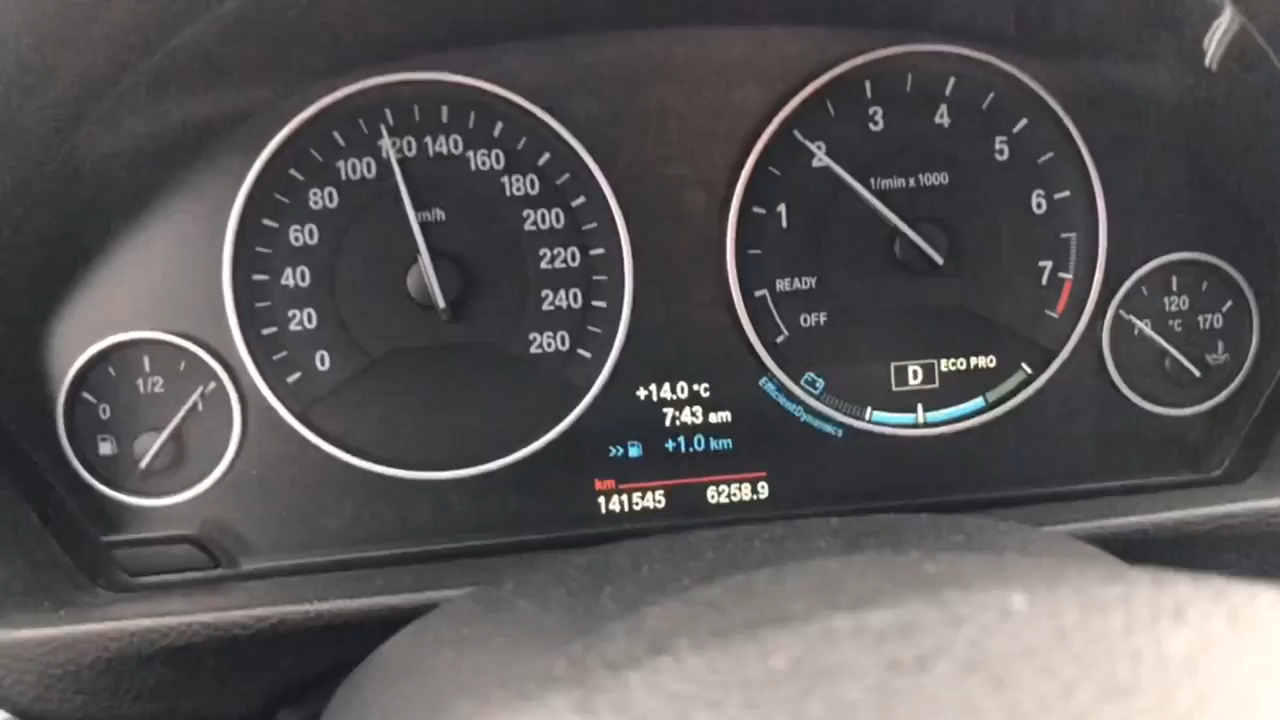 0
20
40
60
80
100
120
140
160
180
200
220
240
260
km/h
0
1/2
1
1
2
3
4
5
6
7
1/min x 1000
READY
OFF
D ECO PRO
EfficientDynamics
70
120
170
°C
+14.0 °C
7:43 am
>> +1.0 km
km
141545 6258.9